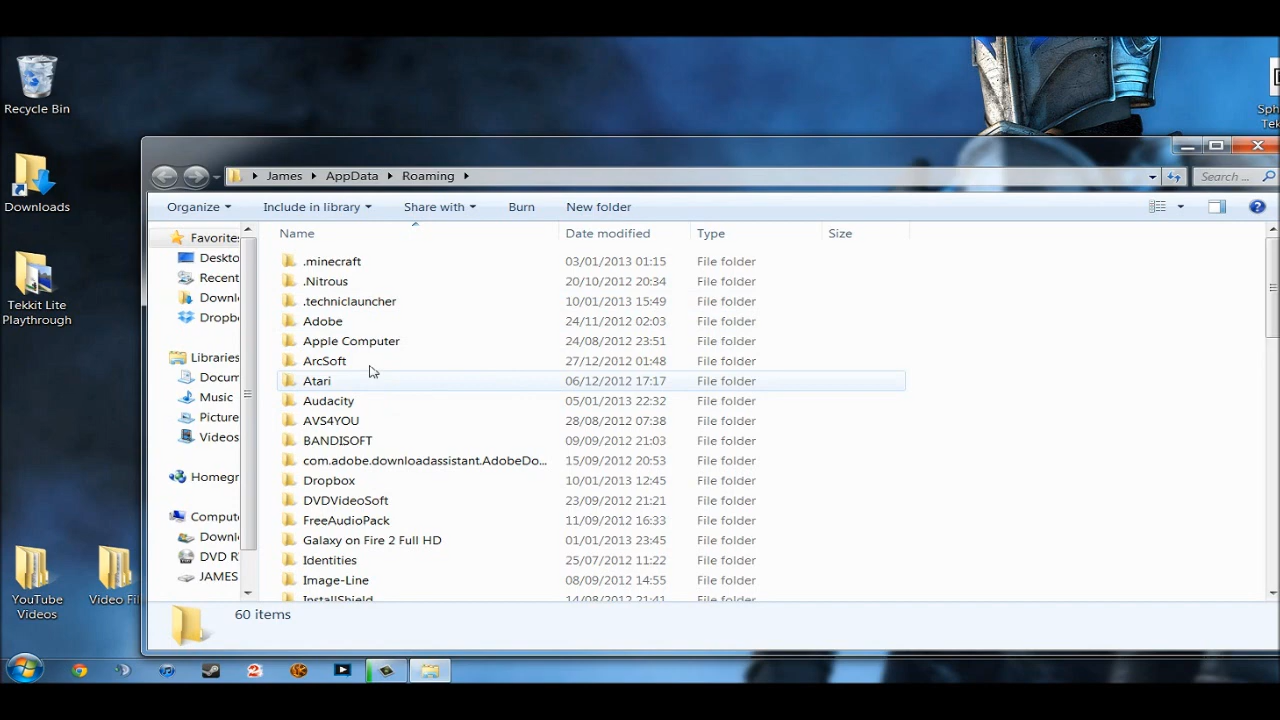 Recycle Bin
Downloads
Tekkit Lite
Playthrough
YouTube
Videos
Video Fil
Sph
Tek
James AppData Roaming
Search ...
Organize Include in library Share with Burn New folder
Name Date modified Type Size
Favorite
Deskto
Recent
Downl
Dropb
Libraries
Docum
Music
Picture
Videos
Homegr
Comput
Downl
DVD R
JAMES
.minecraft 03/01/2013 01:15 File folder
.Nitrous 20/10/2012 20:34 File folder
.techniclauncher 10/01/2013 15:49 File folder
Adobe 24/11/2012 02:03 File folder
Apple Computer 24/08/2012 23:51 File folder
ArcSoft 27/12/2012 01:48 File folder
Atari 06/12/2012 17:17 File folder
Audacity 05/01/2013 22:32 File folder
AVS4YOU 28/08/2012 07:38 File folder
BANDISOFT 09/09/2012 21:03 File folder
com.adobe.downloadassistant.AdobeDo... 15/09/2012 20:53 File folder
Dropbox 10/01/2013 12:45 File folder
DVDVideoSoft 23/09/2012 21:21 File folder
FreeAudioPack 11/09/2012 16:33 File folder
Galaxy on Fire 2 Full HD 01/01/2013 23:45 File folder
Identities 25/07/2012 11:22 File folder
Image-Line 08/09/2012 14:55 File folder
InstallShield 14/08/2012 21:41 File folder
60 items